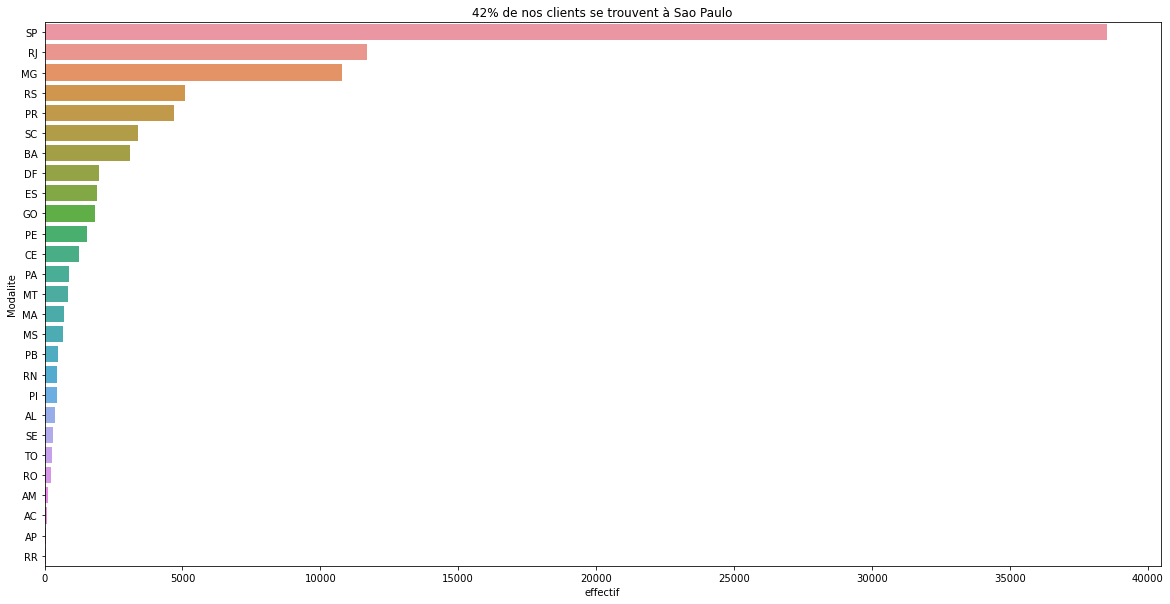 42% de nos clients se trouvent à Sao Paulo
SP
RJ
MG
RS
PR
SC
BA
DF
ES
GO
PE
CE
PA
MT
MA
MS
PB
RN
PI
AL
SE
TO
RO
AM
AC
AP
RR
Modalite
0 5000 10000 15000 20000 25000 30000 35000 40000
effectif